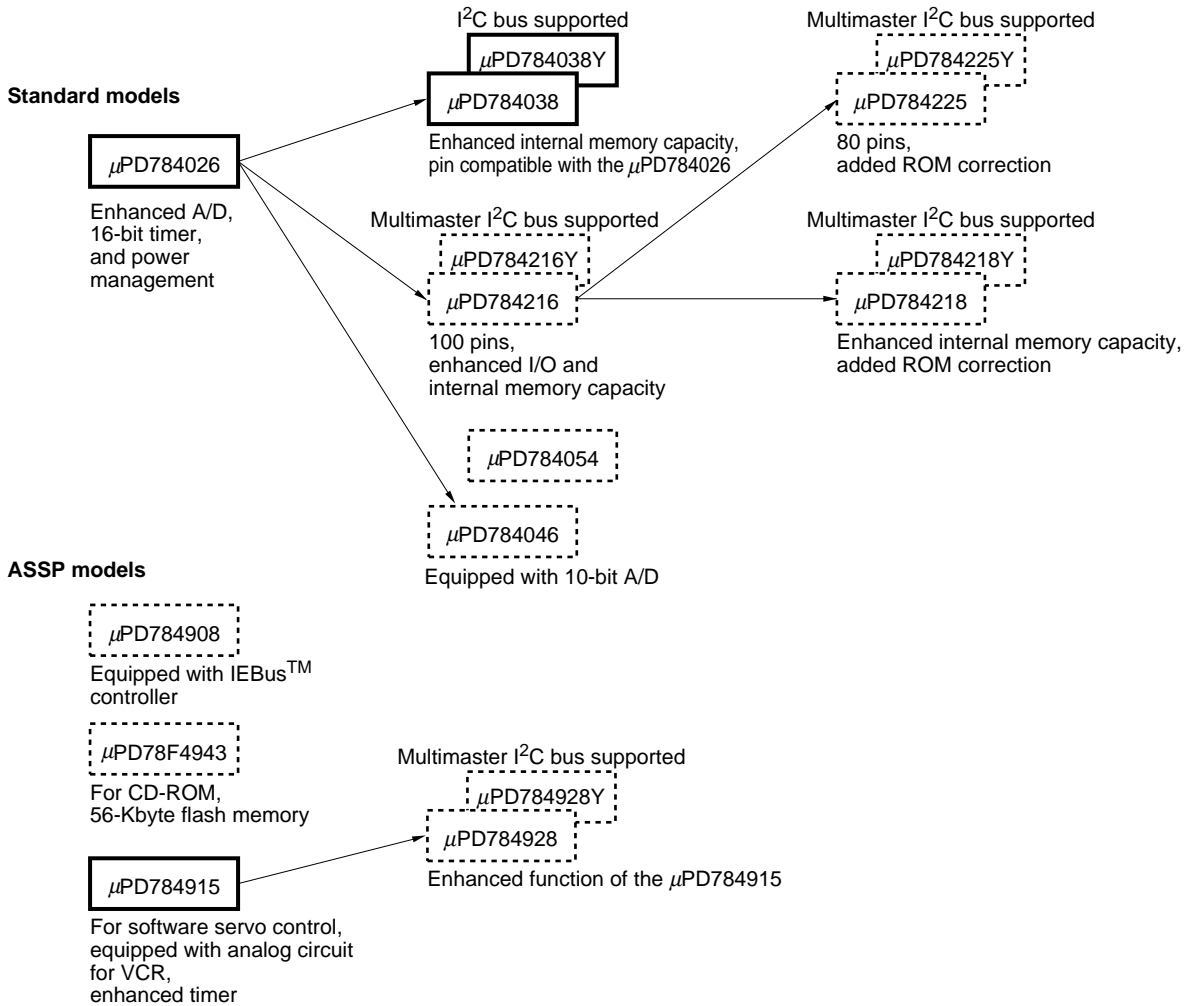 Standard models
µPD784026
Enhanced A/D,
16-bit timer,
and power
management
I²C bus supported
µPD784038Y
µPD784038
Enhanced internal memory capacity,
pin compatible with the µPD784026
Multimaster I²C bus supported
µPD784216Y
µPD784216
100 pins,
enhanced I/O and
internal memory capacity
Multimaster I²C bus supported
µPD784225Y
µPD784225
80 pins,
added ROM correction
Multimaster I²C bus supported
µPD784218Y
µPD784218
Enhanced internal memory capacity,
added ROM correction
µPD784054
µPD784046
Equipped with 10-bit A/D
ASSP models
µPD784908
Equipped with IEBus™
controller
µPD78F4943
For CD-ROM,
56-Kbyte flash memory
µPD784915
For software servo control,
equipped with analog circuit
for VCR,
enhanced timer
Multimaster I²C bus supported
µPD784928Y
µPD784928
Enhanced function of the µPD784915